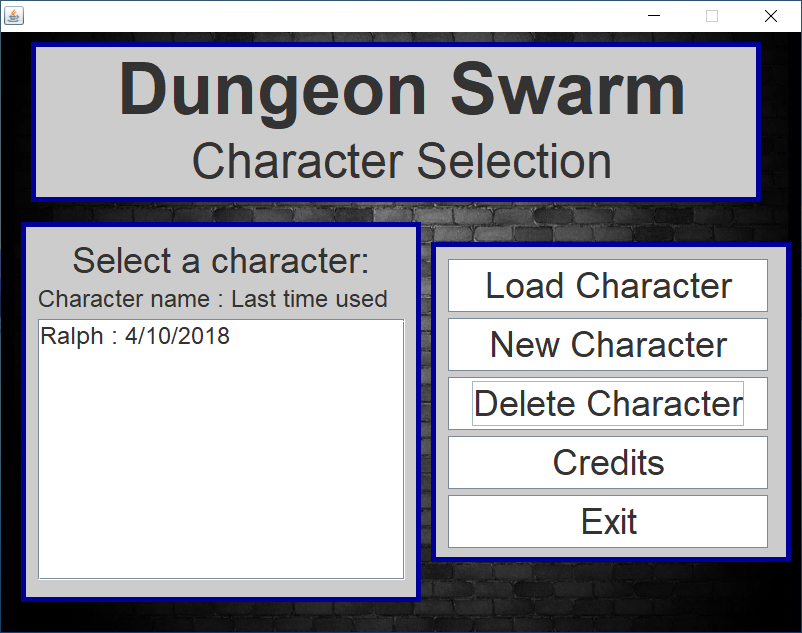 Dungeon Swarm
Character Selection
Select a character:
Character name : Last time used
Ralph : 4/10/2018
Load Character
New Character
Delete Character
Credits
Exit